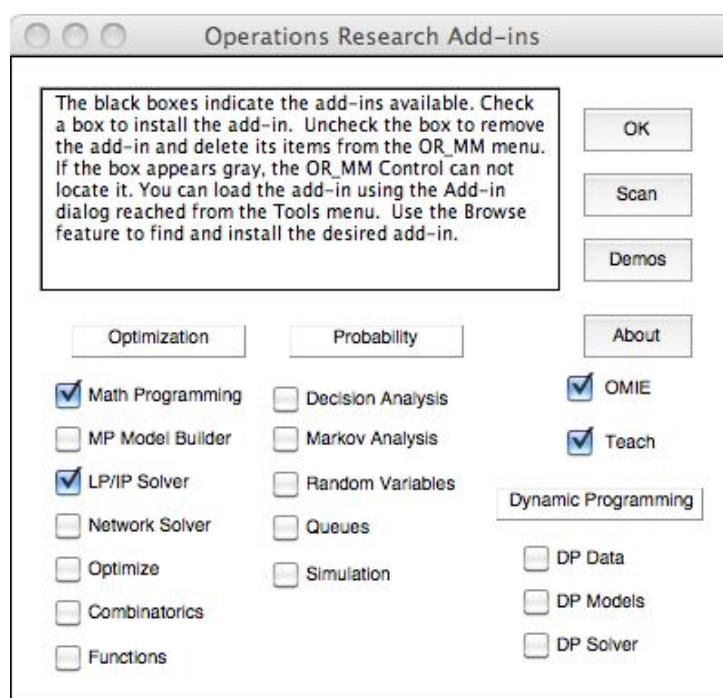 Operations Research Add-ins
The black boxes indicate the add-ins available. Check
a box to install the add-in.  Uncheck the box to remove
the add-in and delete its items from the OR_MM menu.
If the box appears gray, the OR_MM Control can not
locate it. You can load the add-in using the Add-in
dialog reached from the Tools menu.  Use the Browse
feature to find and install the desired add-in.
OK
Scan
Demos
About
Optimization
Math Programming
MP Model Builder
LP/IP Solver
Network Solver
Optimize
Combinatorics
Functions
Probability
Decision Analysis
Markov Analysis
Random Variables
Queues
Simulation
OMIE
Teach
Dynamic Programming
DP Data
DP Models
DP Solver